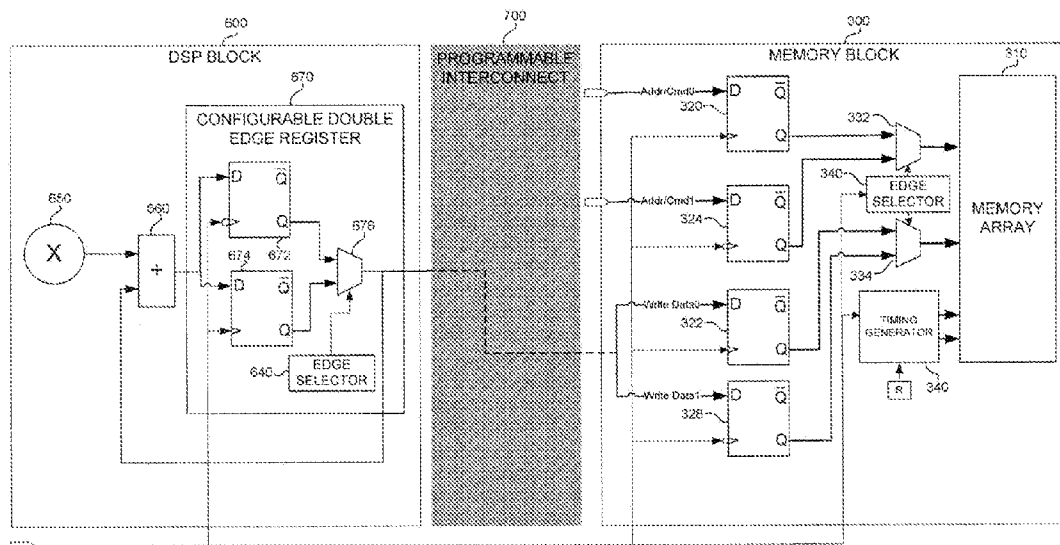 600
DSP BLOCK
670
CONFIGURABLE DOUBLE
EDGE REGISTER
650
X
660
+
D Q
Q
672
674
D Q
Q
676
EDGE
SELECTOR
640
700
PROGRAMMABLE
INTERCONNECT
300
MEMORY BLOCK
310
MEMORY
ARRAY
Addr/Cmd0
D Q
Q
320
332
340
EDGE
SELECTOR
Addr/Cmd1
D Q
Q
324
334
Write Data0
D Q
Q
322
TIMING
GENERATOR
340
R
Write Data1
D Q
Q
328